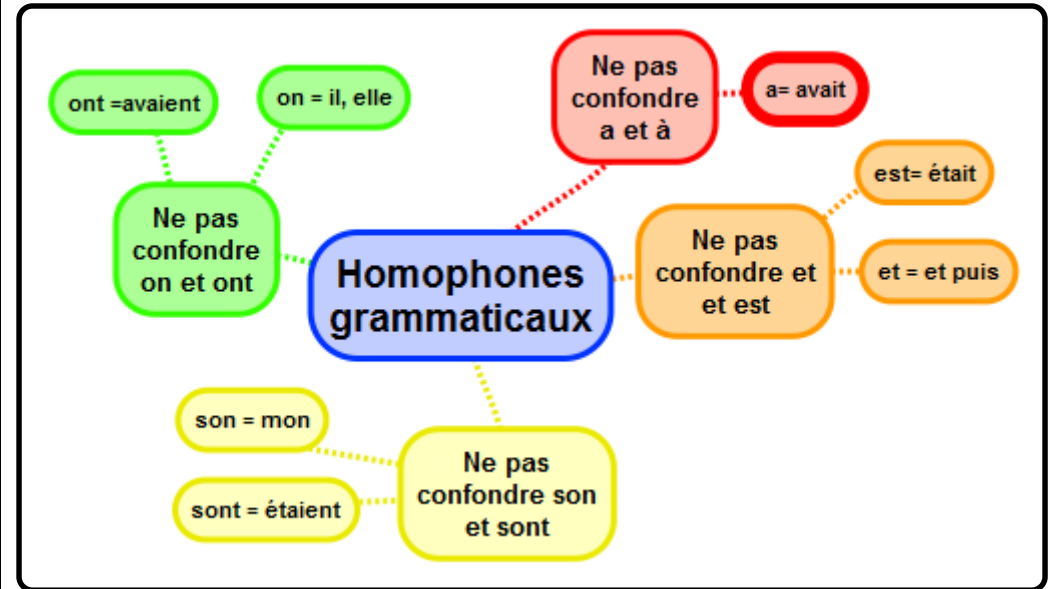 Homophones
grammaticaux
Ne pas
confondre
a et à
a= avait
Ne pas
confondre et
et est
est= était
et = et puis
Ne pas
confondre son
et sont
son = mon
sont = étaient
Ne pas
confondre
on et ont
ont =avaient
on = il, elle